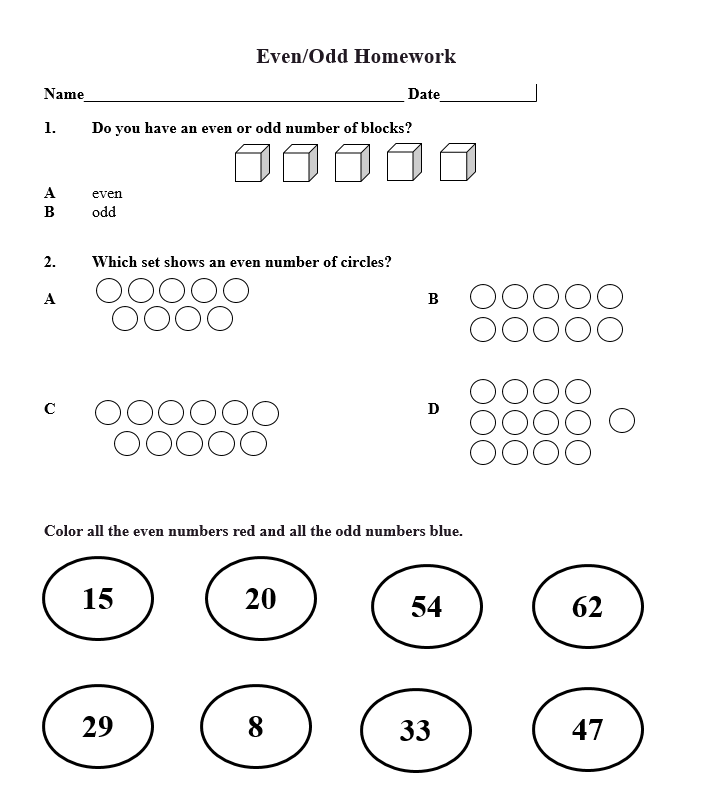 Even/Odd Homework
Name________________________________________ Date____________
1. Do you have an even or odd number of blocks?
A even
B odd
2. Which set shows an even number of circles?
A B
C D
Color all the even numbers red and all the odd numbers blue.
15 20 54 62
29 8 33 47